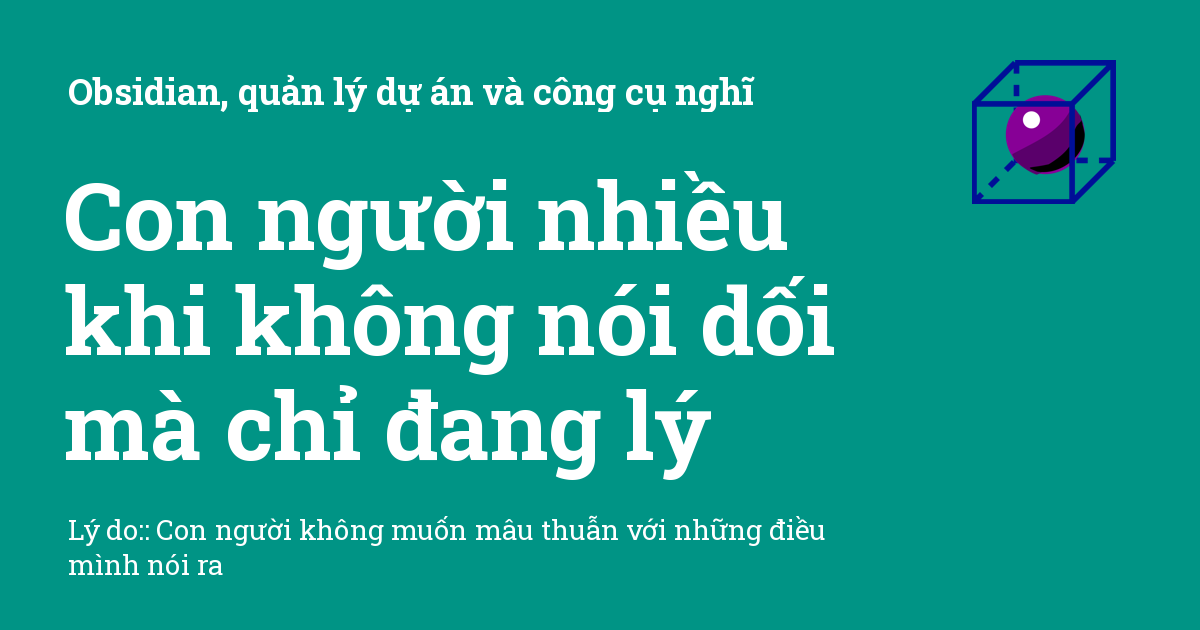 Obsidian, quản lý dự án và công cụ nghĩ
Con người nhiều
khi không nói dối
mà chỉ đang lý
Lý do:: Con người không muốn mâu thuẫn với những điều
mình nói ra